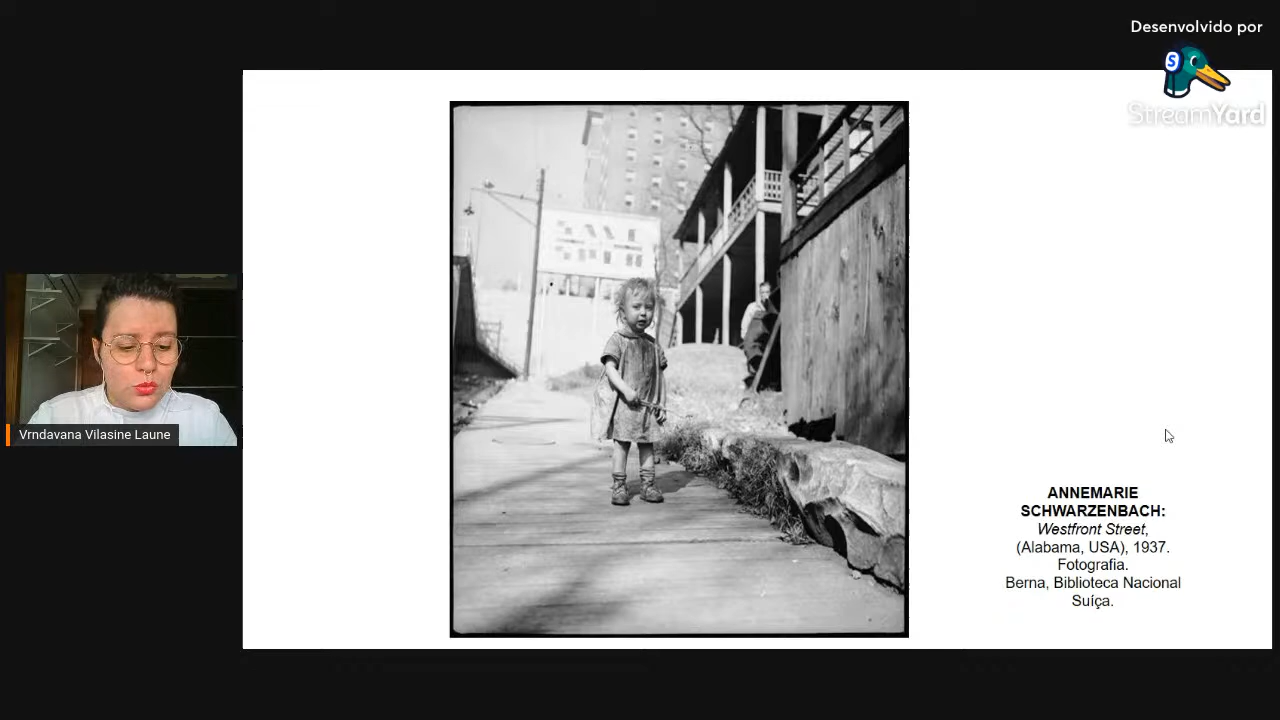 Desenvolvido por
S
StreamYard
Vrndavana Vilasine Laune
ANNEMARIE
SCHWARZENBACH:
Westfront Street,
(Alabama, USA), 1937.
Fotografia.
Berna, Biblioteca Nacional
Suíça.